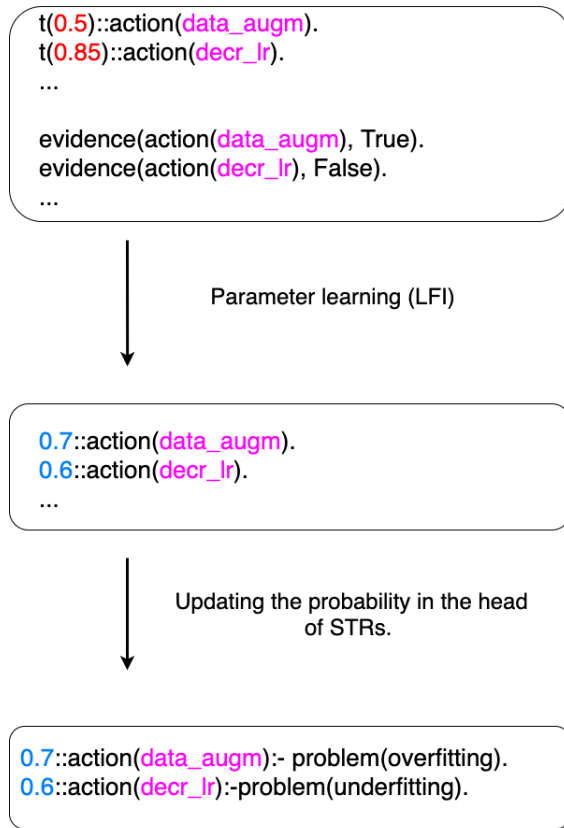 t(0.5)::action(data_augm).
t(0.85)::action(decr_lr).
...
evidence(action(data_augm), True).
evidence(action(decr_lr), False).
...
Parameter learning (LFI)
0.7::action(data_augm).
0.6::action(decr_lr).
...
Updating the probability in the head
of STRs.
0.7::action(data_augm):- problem(overfitting).
0.6::action(decr_lr):-problem(underfitting).